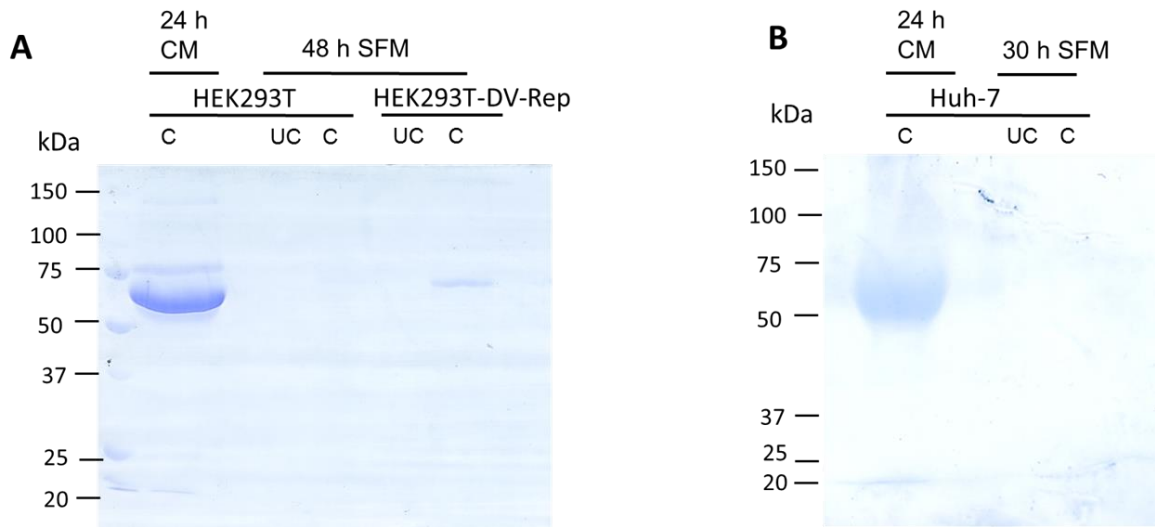 A
24 h
CM
48 h SFM
HEK293T
HEK293T-DV-Rep
kDa
C
UC
C
UC
C
150
100
75
50
37
25
20
B
24 h
CM
30 h SFM
Huh-7
kDa
C
UC
C
150
100
75
50
37
25
20